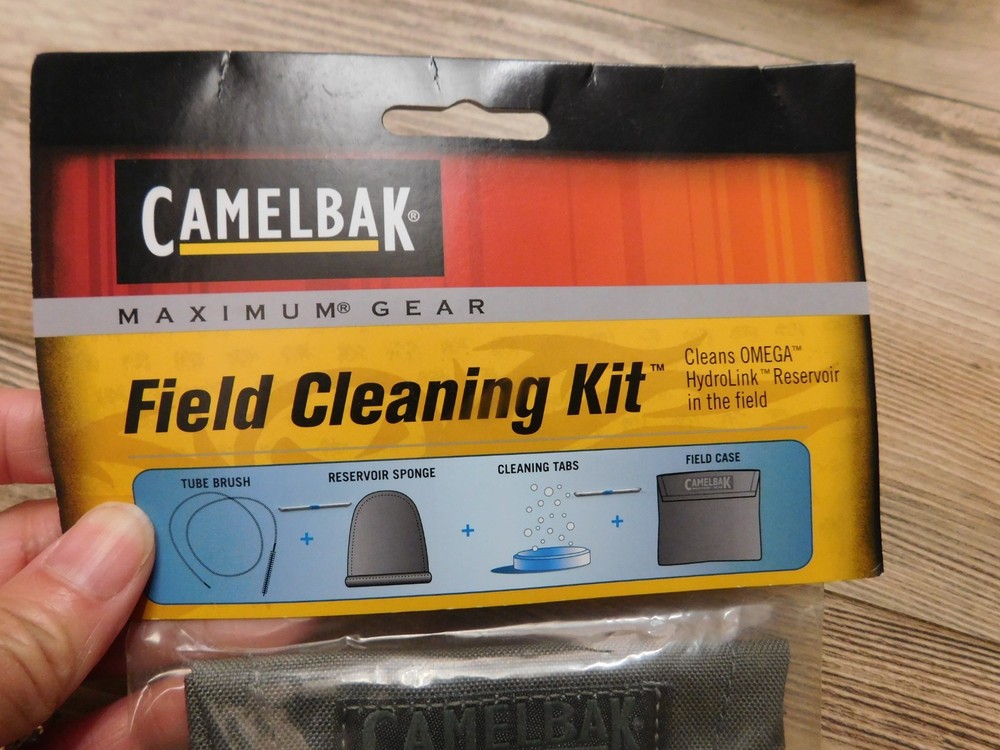 CAMELBAK®
MAXIMUM® GEAR
Field Cleaning Kit™
Cleans OMEGA™
HydroLink™ Reservoir
in the field
TUBE BRUSH
RESERVOIR SPONGE
CLEANING TABS
FIELD CASE
CAMELBAK
+
+
+
CAMELBAK